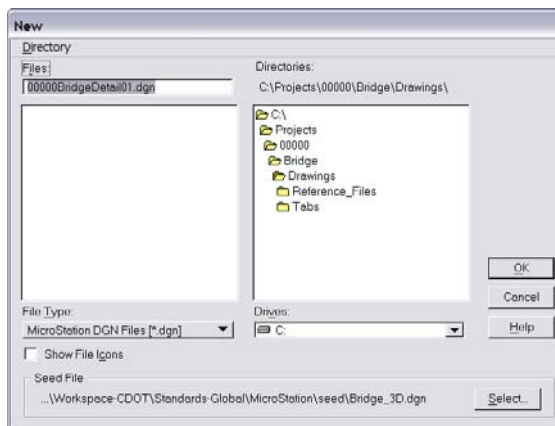 New
Directory
Files:
00000BridgeDetail01.dgn
Directories:
C:\Projects\00000\Bridge\Drawings\
C:\
Projects
00000
Bridge
Drawings
Reference_Files
Tabs
OK
Cancel
Help
File Type:
MicroStation DGN Files [*.dgn]
Drives:
C:
Show File Icons
Seed File
...\Workspace-CDOT\Standards-Global\MicroStation\seed\Bridge_3D.dgn
Select...